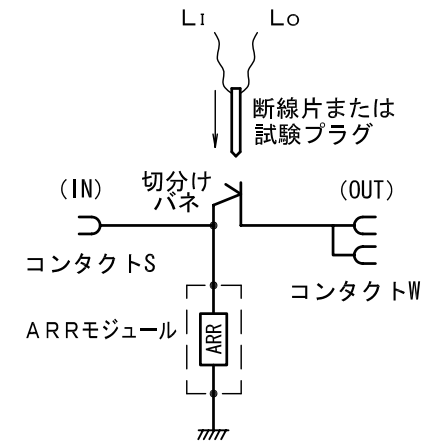 LI LO
断線片または
試験プラグ
切分け
バネ
(IN) (OUT)
コンタクトS
コンタクトW
ARRモジュール
ARR